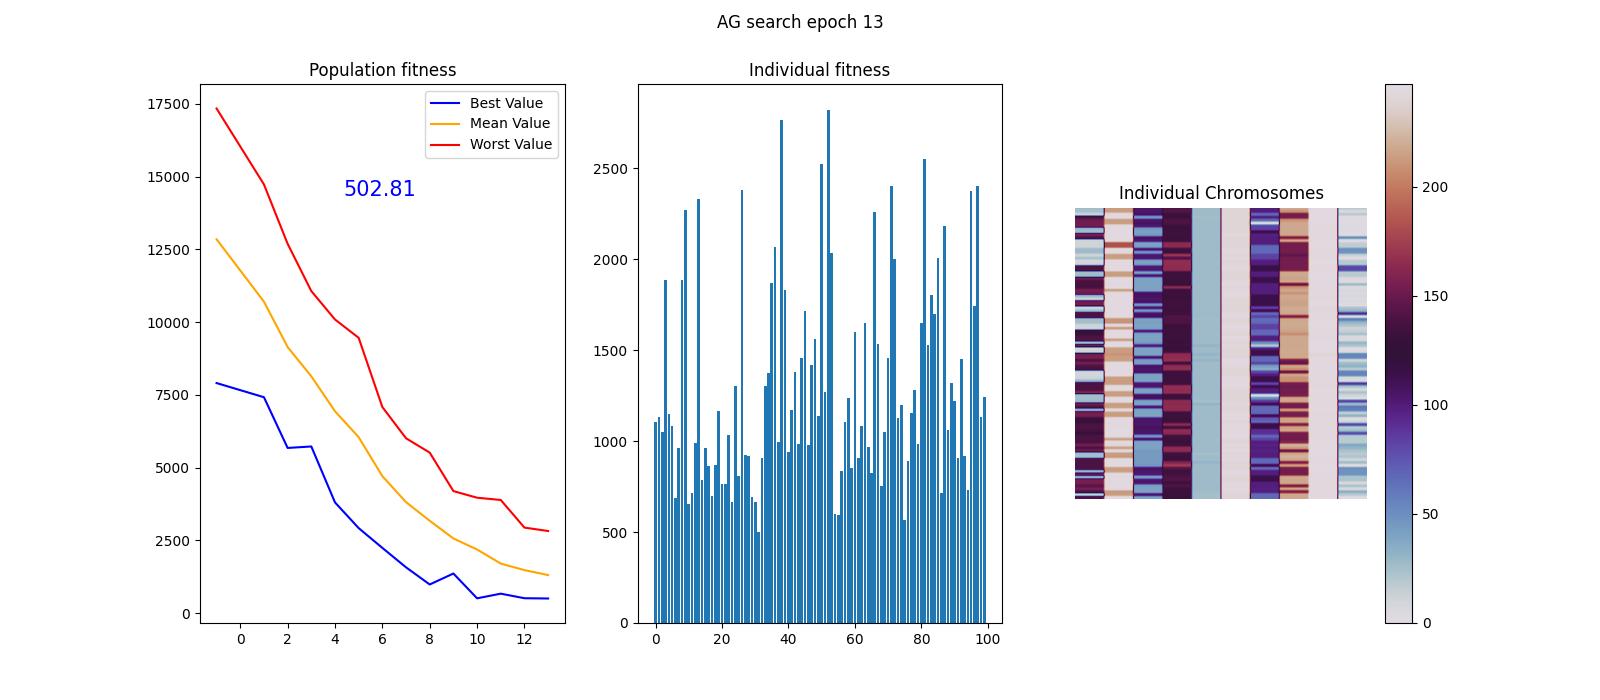 AG search epoch 13
Population fitness
17500
15000
12500
10000
7500
5000
2500
0
0 2 4 6 8 10 12
Best Value
Mean Value
Worst Value
502.81
Individual fitness
2500
2000
1500
1000
500
0
0 20 40 60 80 100
Individual Chromosomes
200
150
100
50
0